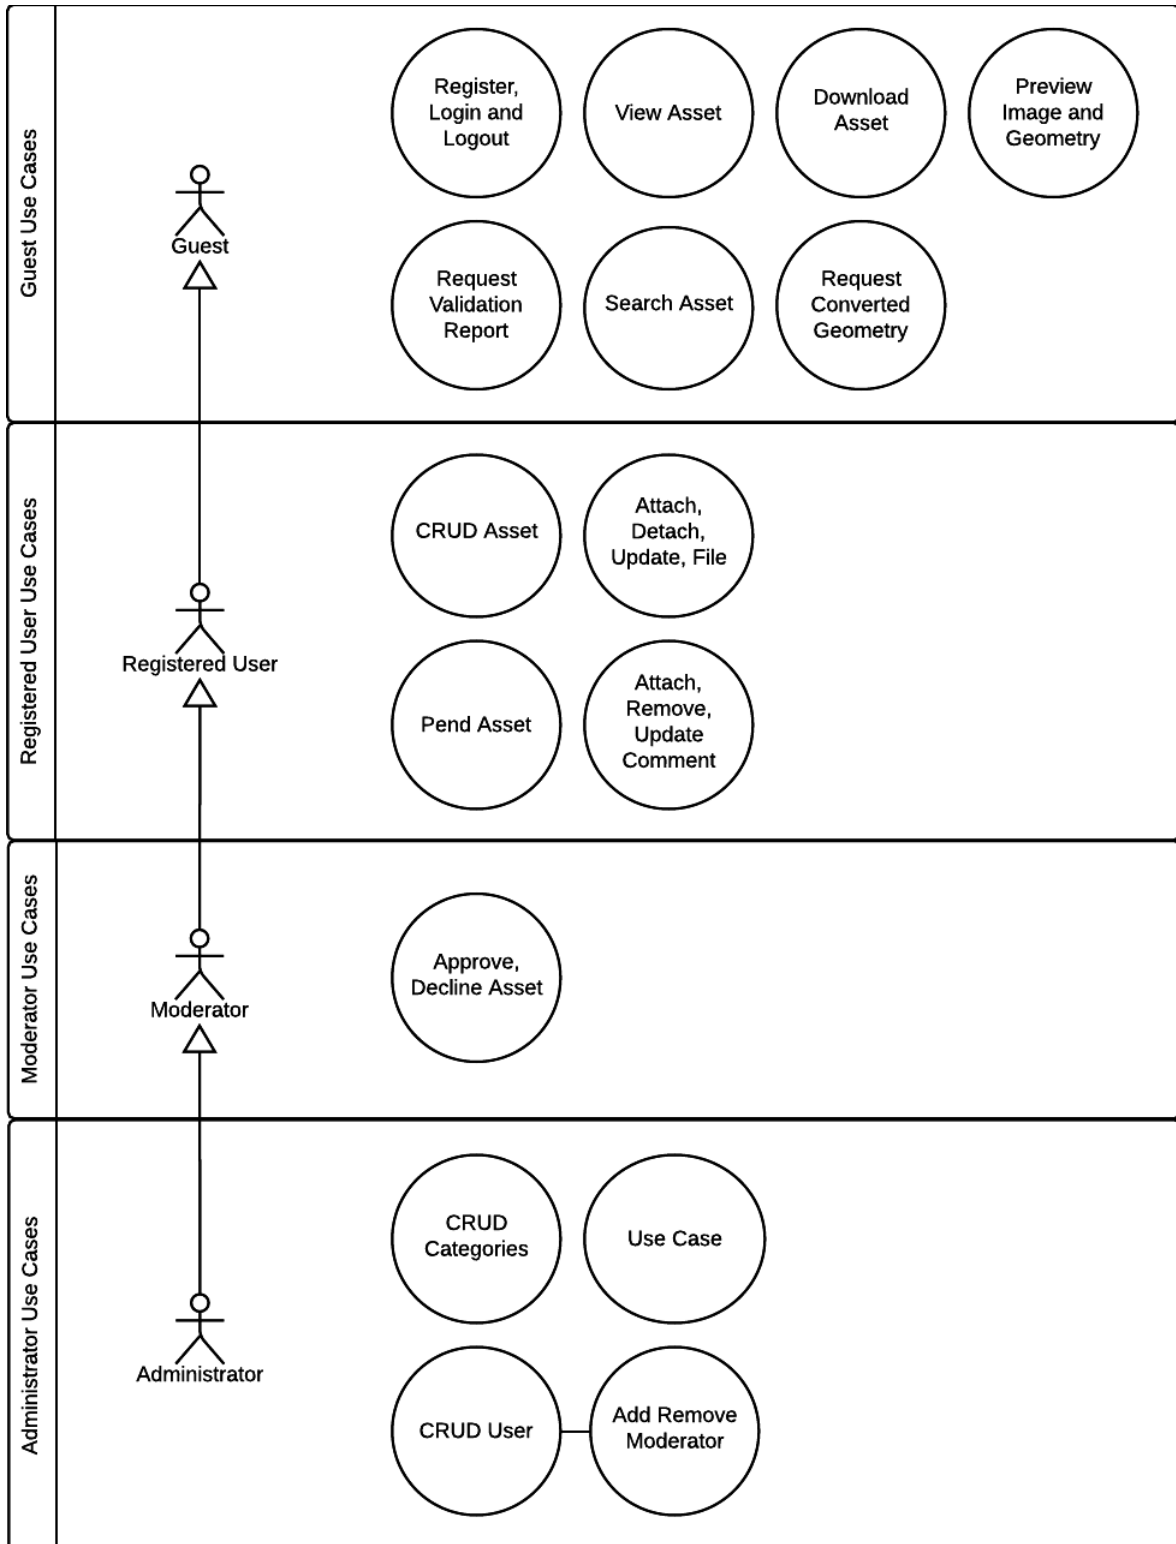 Guest Use Cases
Guest
Register,
Login and
Logout
View Asset
Download
Asset
Preview
Image and
Geometry
Request
Validation
Report
Search Asset
Request
Converted
Geometry
Registered User Use Cases
Registered User
CRUD Asset
Attach,
Detach,
Update, File
Pend Asset
Attach,
Remove,
Update
Comment
Moderator Use Cases
Moderator
Approve,
Decline Asset
Administrator Use Cases
Administrator
CRUD
Categories
Use Case
CRUD User
Add Remove
Moderator